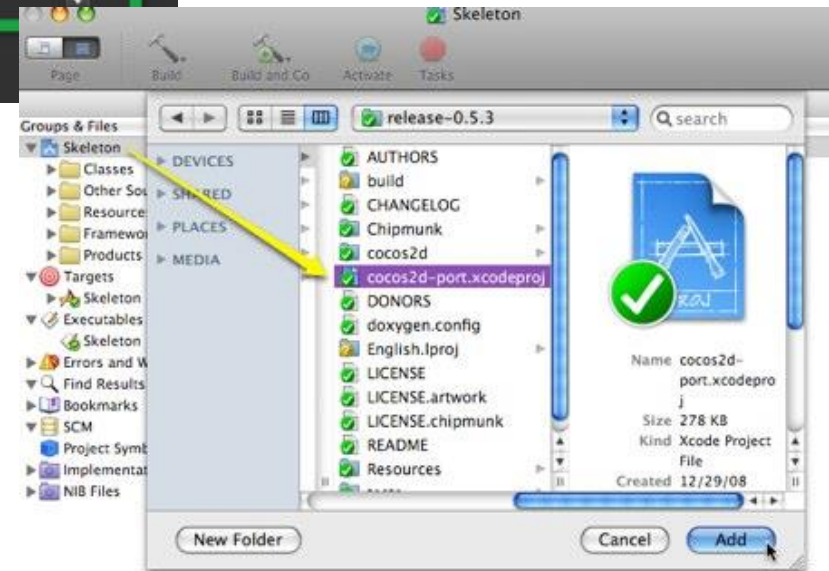 Skeleton
Page
Build
Build and Go
Activate
Tasks
Groups & Files
Skeleton
Classes
Other Sou
Resource
Framewo
Products
Targets
Skeleton
Executables
Skeleton
Errors and W
Find Results
Bookmarks
SCM
Project Symb
Implementat
NIB Files
release-0.5.3
search
DEVICES
SHARED
PLACES
MEDIA
AUTHORS
build
CHANGELOG
Chipmunk
cocos2d
cocos2d-port.xcodeproj
DONORS
doxygen.config
English.lproj
LICENSE
LICENSE.artwork
LICENSE.chipmunk
README
Resources
PROJ
Name cocos2d-
port.xcodepro
j
Size 278 KB
Kind Xcode Project
File
Created 12/29/08
New Folder
Cancel
Add